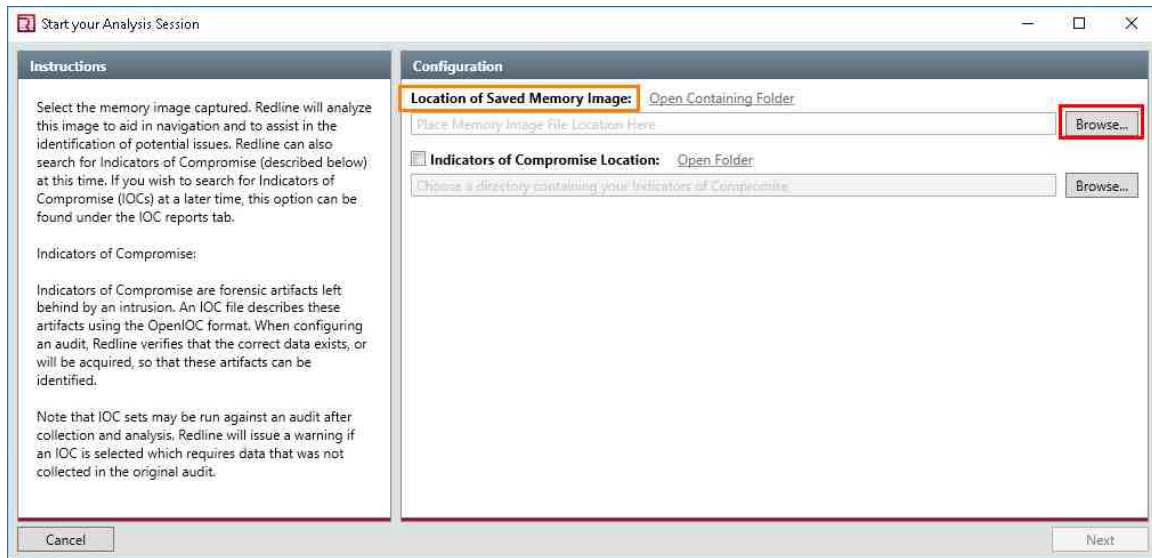 Start your Analysis Session
Instructions
Select the memory image captured. Redline will analyze
this image to aid in navigation and to assist in the
identification of potential issues. Redline can also
search for Indicators of Compromise (described below)
at this time. If you wish to search for Indicators of
Compromise (IOCs) at a later time, this option can be
found under the IOC reports tab.
Indicators of Compromise:
Indicators of Compromise are forensic artifacts left
behind by an intrusion. An IOC file describes these
artifacts using the OpenIOC format. When configuring
an audit, Redline verifies that the correct data exists, or
will be acquired, so that these artifacts can be
identified.
Note that IOC sets may be run against an audit after
collection and analysis. Redline will issue a warning if
an IOC is selected which requires data that was not
collected in the original audit.
Configuration
Location of Saved Memory Image: Open Containing Folder
Place Memory Image File Location Here Browse...
Indicators of Compromise Location: Open Folder
Choose a directory containing your Indicators of Compromise Browse...
Cancel Next